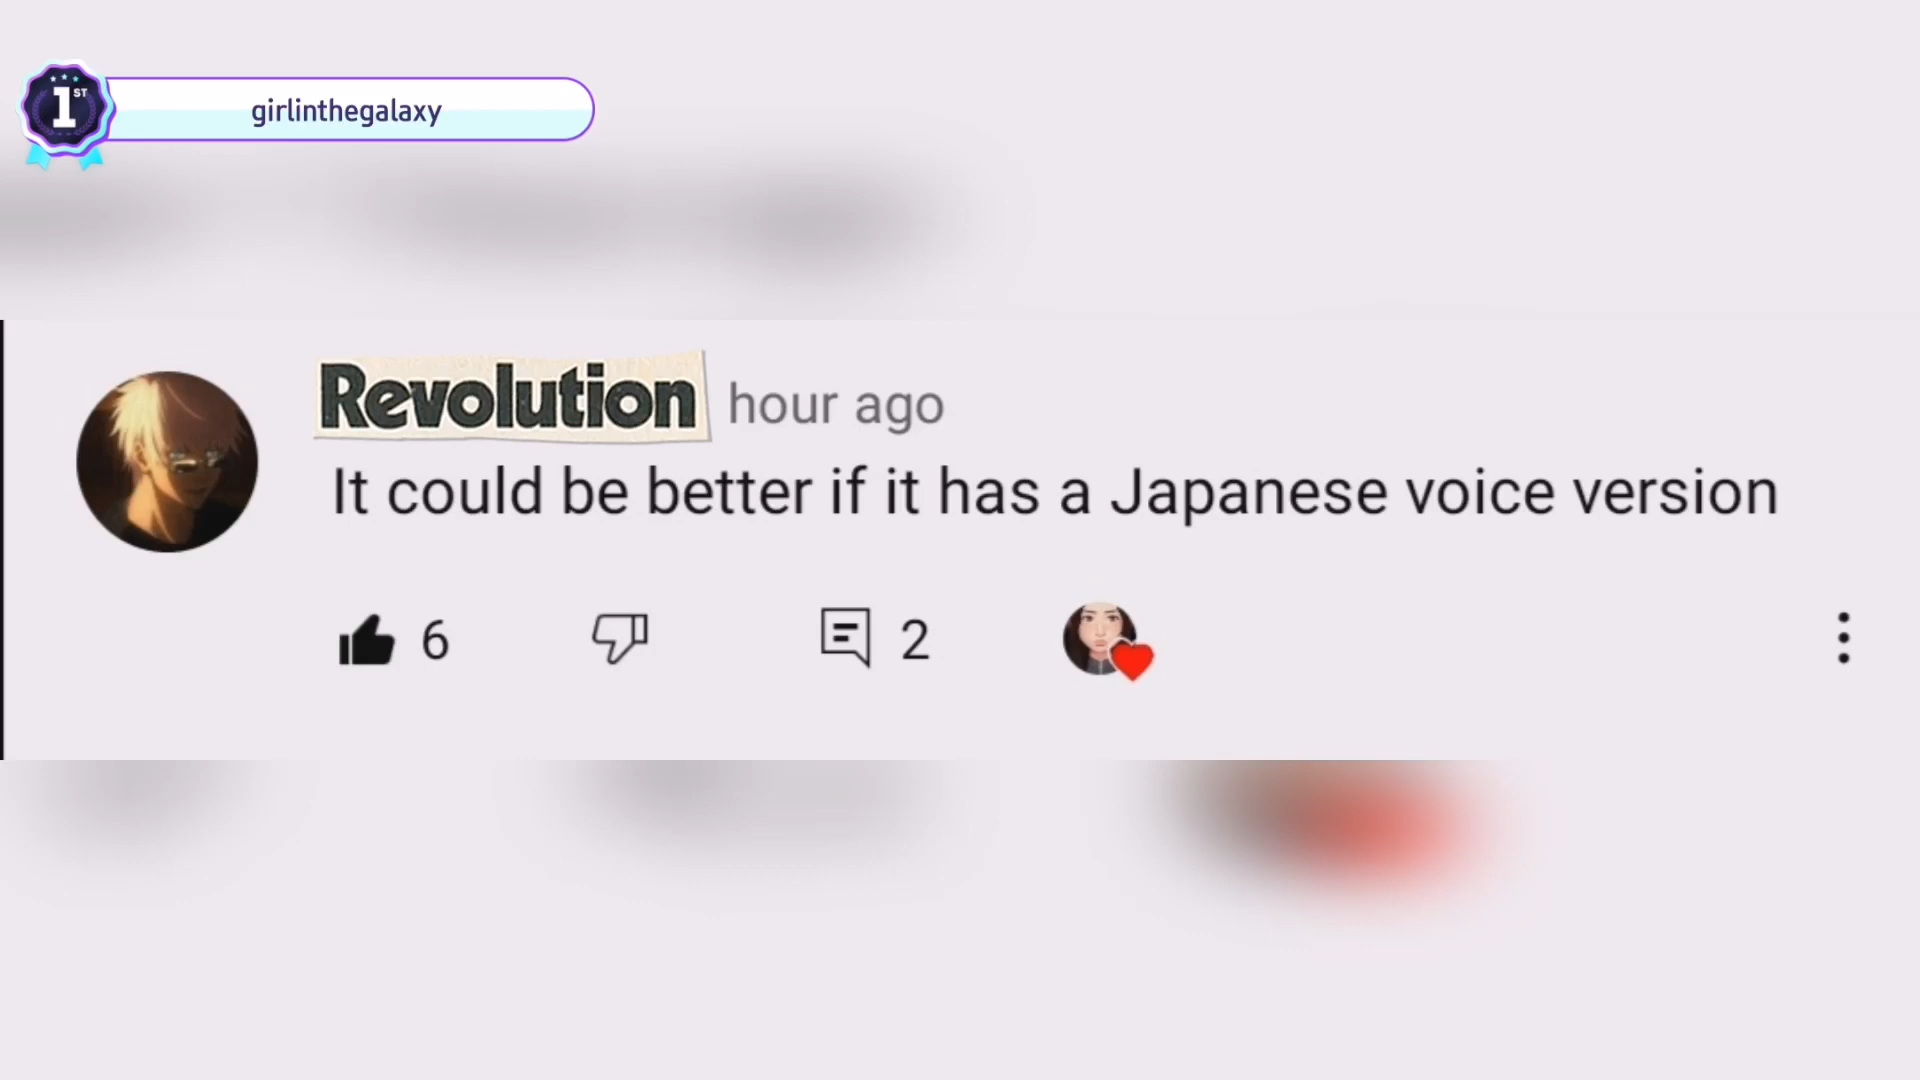 1ST
girlinthegalaxy
Revolution hour ago
It could be better if it has a Japanese voice version
6
2